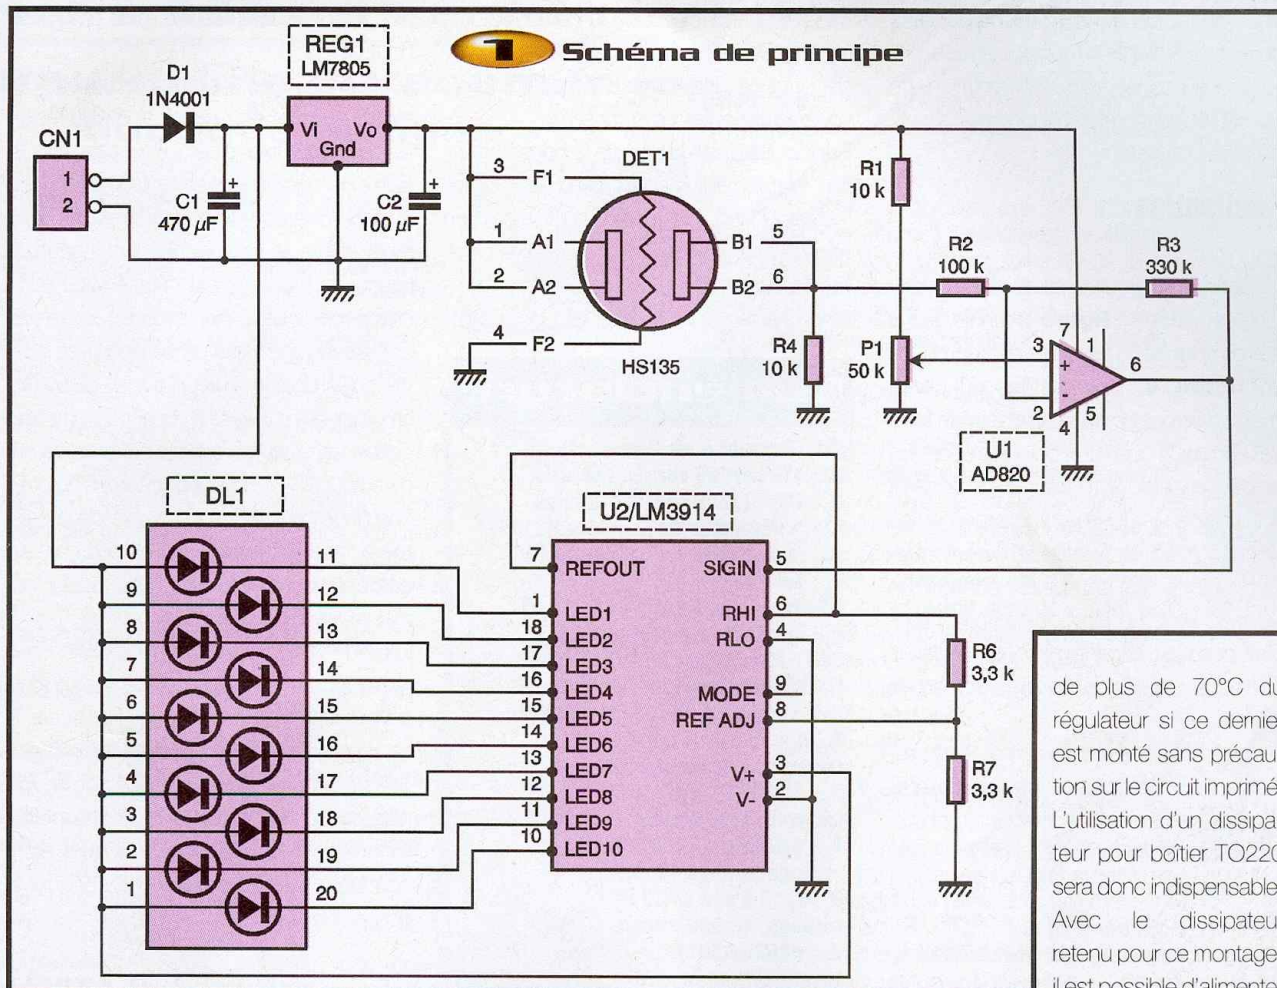 1 Schéma de principe
REG1
LM7805
D1
1N4001
CN1
1
2
Vi Vo
Gnd
C1
470 µF
+
C2
100 µF
+
DET1
3 F1
1 A1
2 A2
4 F2
B1 5
B2 6
HS135
R1
10 k
R2
100 k
R3
330 k
R4
10 k
P1
50 k
7
3
1
+
6
-
2
5
4
U1
AD820
DL1
10 11
9 12
8 13
7 14
6 15
5 16
4 17
3 18
2 19
1 20
U2/LM3914
7 REFOUT SIGIN 5
1 LED1 RHI 6
18 LED2 RLO 4
17 LED3
16 LED4 MODE 9
15 LED5 REF ADJ 8
14 LED6
13 LED7 V+ 3
12 LED8 V- 2
11 LED9
10 LED10
R6
3,3 k
R7
3,3 k
de plus de 70°C du
régulateur si ce dernie
est monté sans précau
tion sur le circuit imprimé
L'utilisation d'un dissipa
teur pour boîtier TO220
sera donc indispensable
Avec le dissipateu
retenu pour ce montage
il est possible d'alimente